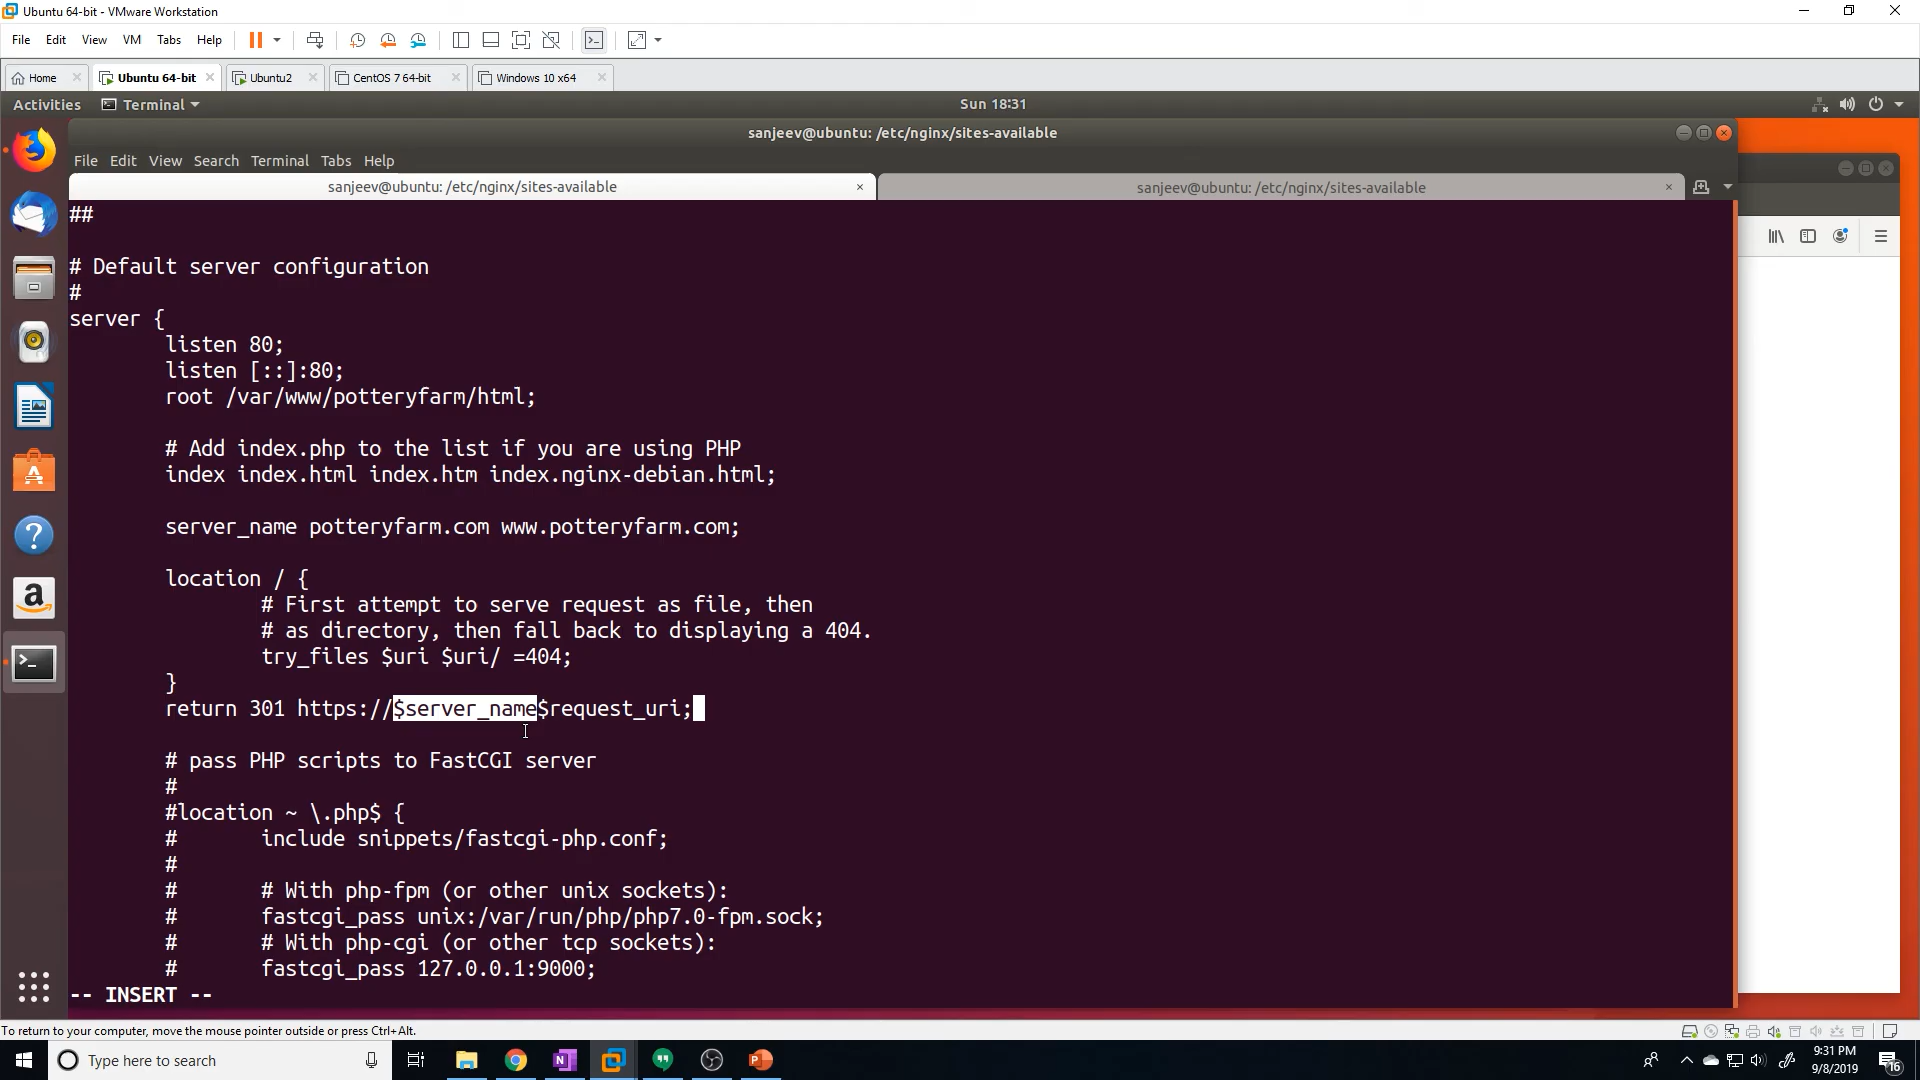 Ubuntu 64-bit - VMware Workstation
File Edit View VM Tabs Help
Home Ubuntu 64-bit Ubuntu2 CentOS 7 64-bit Windows 10 x64
Activities Terminal Sun 18:31
sanjeev@ubuntu: /etc/nginx/sites-available
File Edit View Search Terminal Tabs Help
sanjeev@ubuntu: /etc/nginx/sites-available sanjeev@ubuntu: /etc/nginx/sites-available
##
# Default server configuration
#
server {
listen 80;
listen [::]:80;
root /var/www/potteryfarm/html;
# Add index.php to the list if you are using PHP
index index.html index.htm index.nginx-debian.html;
server_name potteryfarm.com www.potteryfarm.com;
location / {
# First attempt to serve request as file, then
# as directory, then fall back to displaying a 404.
try_files $uri $uri/ =404;
}
return 301 https://$server_name$request_uri;
# pass PHP scripts to FastCGI server
#
#location ~ \.php$ {
# include snippets/fastcgi-php.conf;
#
# # With php-fpm (or other unix sockets):
# fastcgi_pass unix:/var/run/php/php7.0-fpm.sock;
# # With php-cgi (or other tcp sockets):
# fastcgi_pass 127.0.0.1:9000;
-- INSERT --
To return to your computer, move the mouse pointer outside or press Ctrl+Alt.
Type here to search
9:31 PM
9/8/2019
16